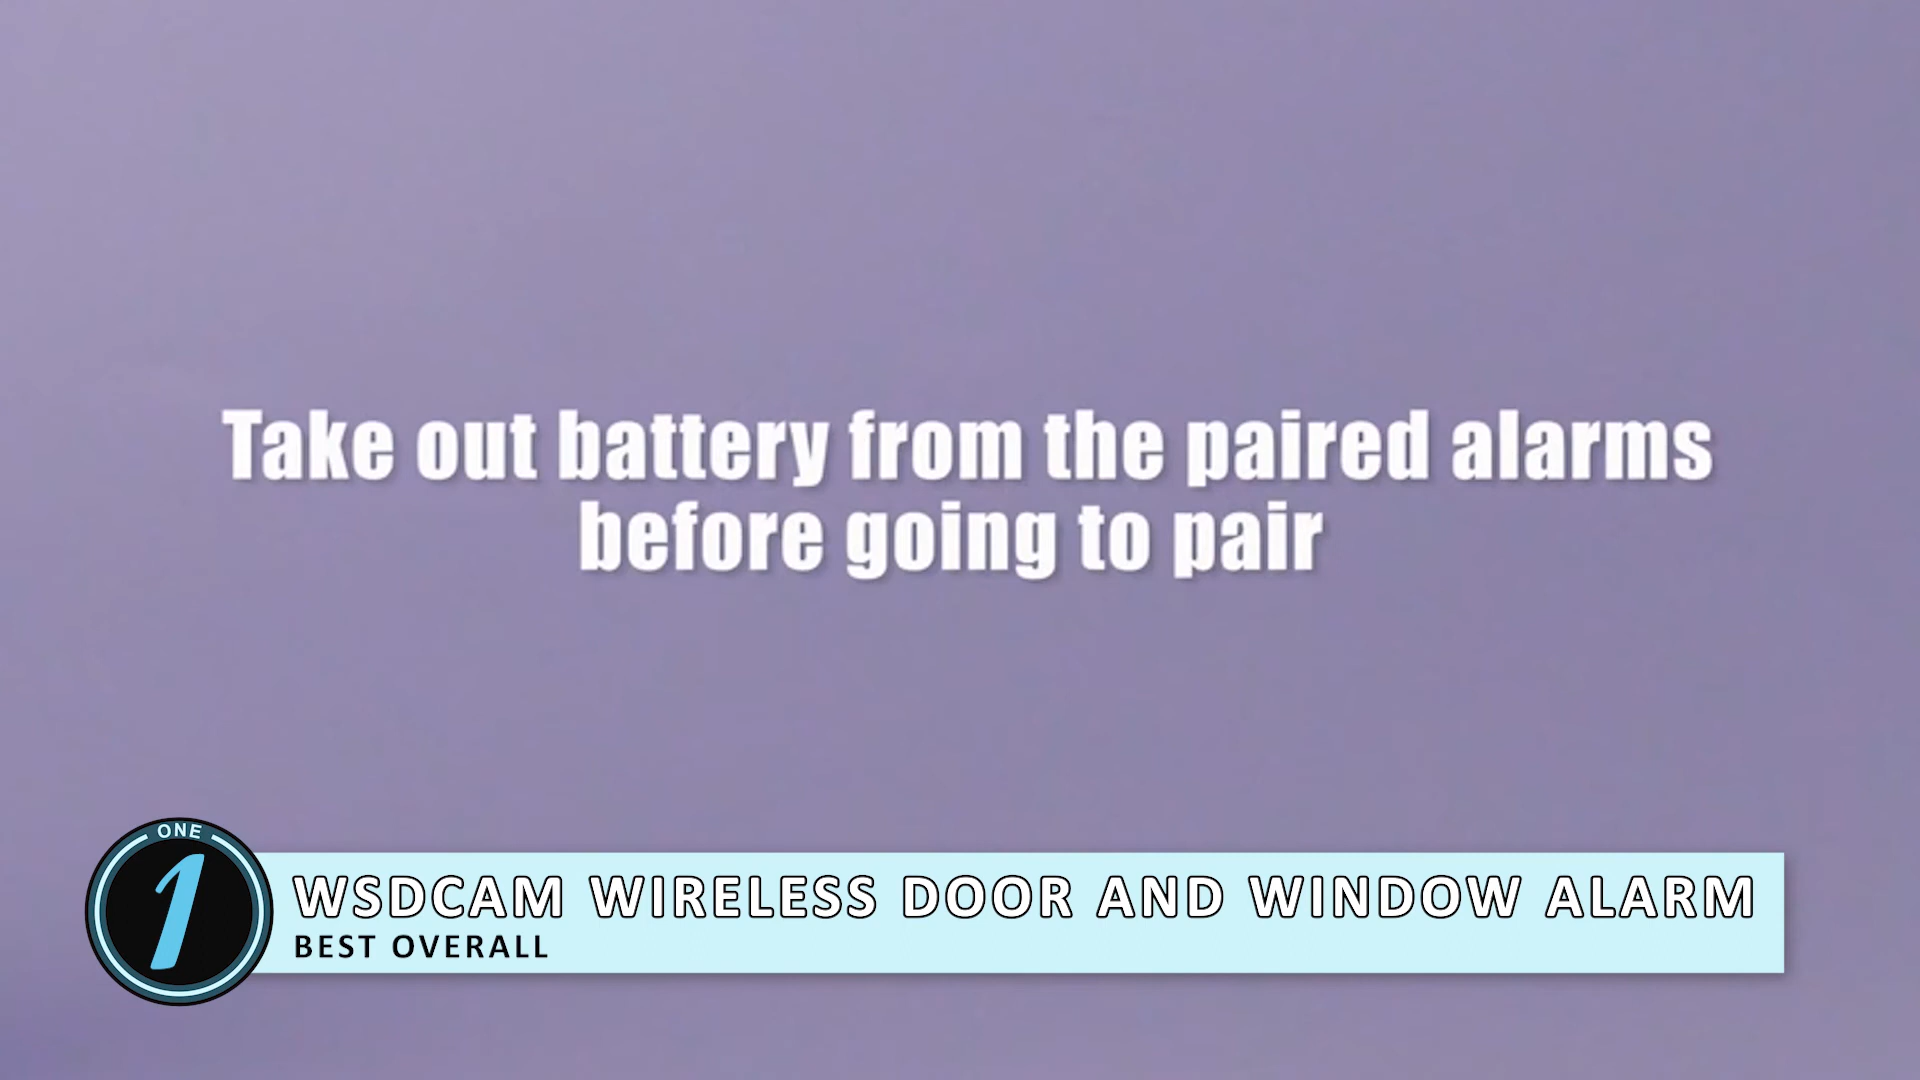 Take out battery from the paired alarms
before going to pair
ONE
1
WSDCAM WIRELESS DOOR AND WINDOW ALARM
BEST OVERALL